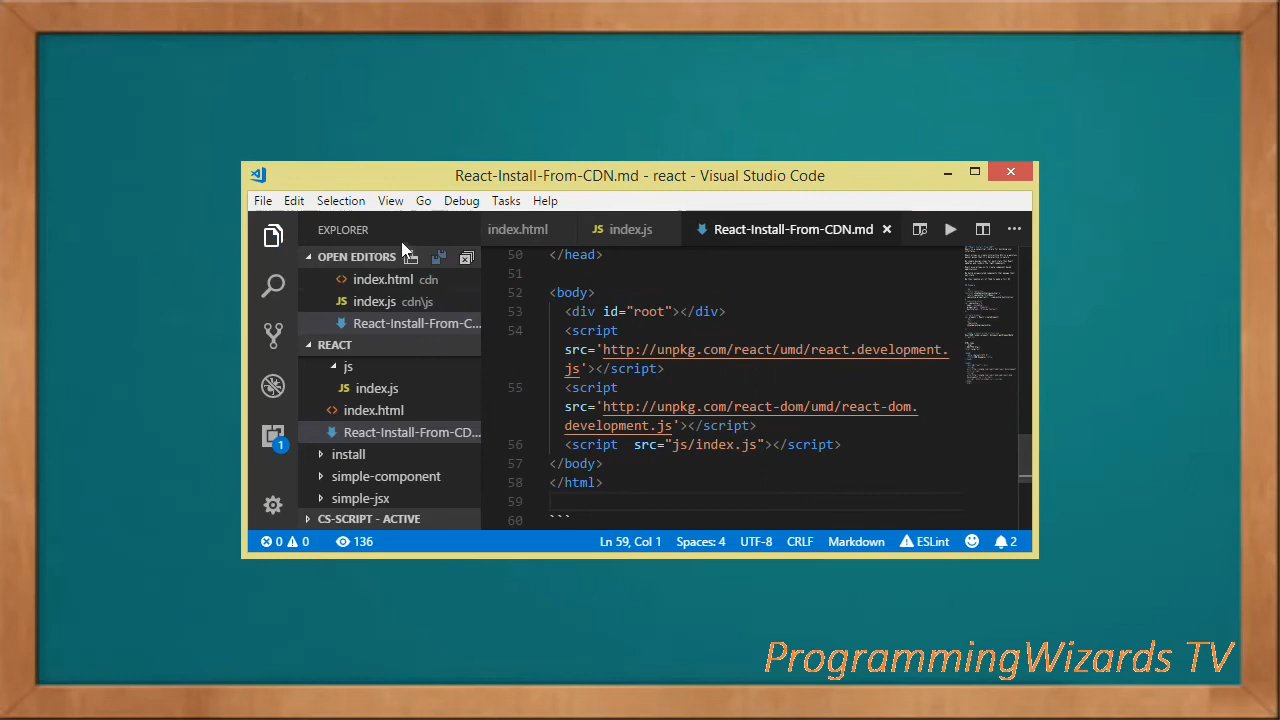 React-Install-From-CDN.md - react - Visual Studio Code
File Edit Selection View Go Debug Tasks Help
EXPLORER
OPEN EDITORS
index.html cdn
index.js cdn\js
React-Install-From-C...
REACT
js
index.js
index.html
React-Install-From-CD...
install
simple-component
simple-jsx
CS-SCRIPT - ACTIVE
1
index.html JS index.js React-Install-From-CDN.md
50 </head>
51
52 <body>
53 <div id="root"></div>
54 <script
src='http://unpkg.com/react/umd/react.development.
js'></script>
55 <script
src='http://unpkg.com/react-dom/umd/react-dom.
development.js'></script>
56 <script  src="js/index.js"></script>
57 </body>
58 </html>
59
60 ```
0 0 136 Ln 59, Col 1 Spaces: 4 UTF-8 CRLF Markdown ESLint 2
ProgrammingWizards TV